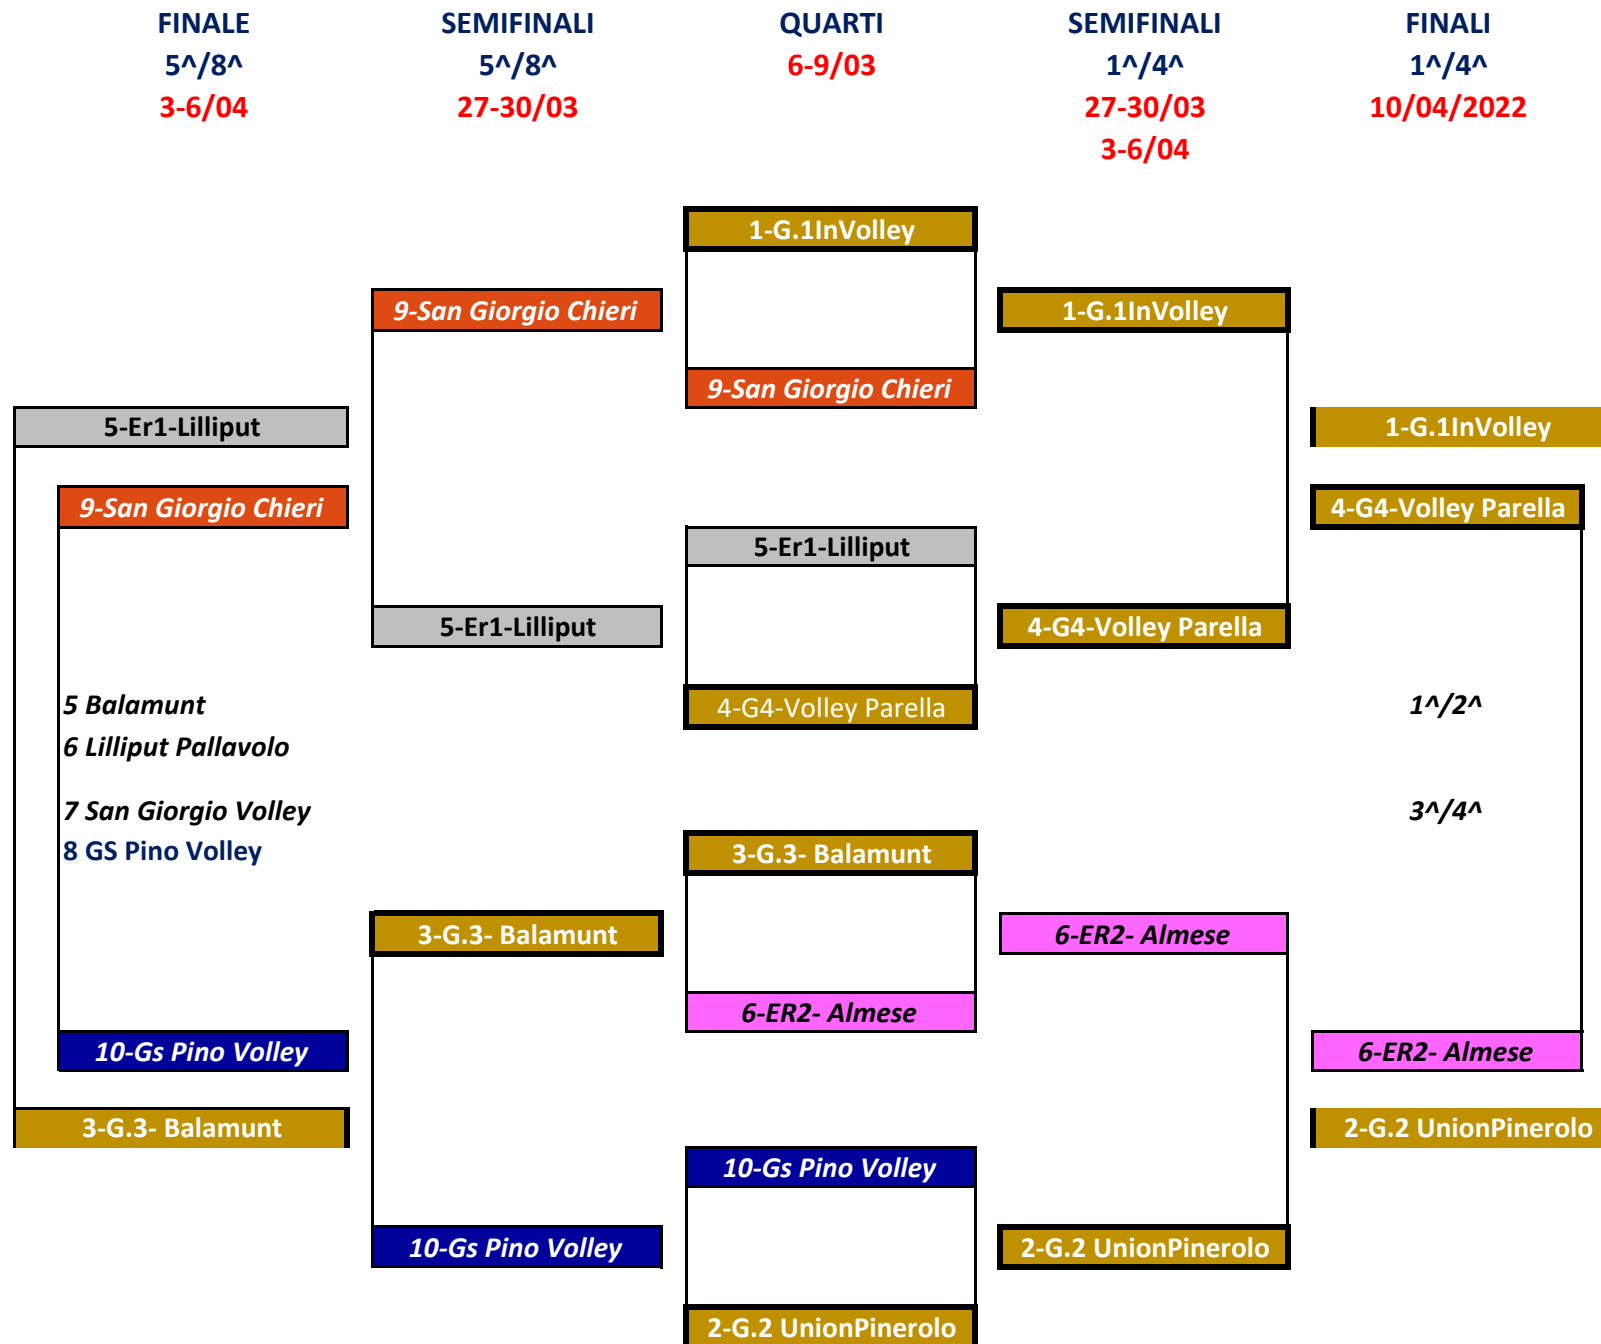 FINALE
5^/8^
3-6/04
SEMIFINALI
5^/8^
27-30/03
QUARTI
6-9/03
SEMIFINALI
1^/4^
27-30/03
3-6/04
FINALI
1^/4^
10/04/2022
5-Er1-Lilliput
9-San Giorgio Chieri
5 Balamunt
6 Lilliput Pallavolo
7 San Giorgio Volley
8 GS Pino Volley
10-Gs Pino Volley
3-G.3- Balamunt
9-San Giorgio Chieri
5-Er1-Lilliput
3-G.3- Balamunt
10-Gs Pino Volley
1-G.1InVolley
9-San Giorgio Chieri
5-Er1-Lilliput
4-G4-Volley Parella
3-G.3- Balamunt
6-ER2- Almese
10-Gs Pino Volley
2-G.2 UnionPinerolo
1-G.1InVolley
4-G4-Volley Parella
6-ER2- Almese
2-G.2 UnionPinerolo
1-G.1InVolley
4-G4-Volley Parella
1^/2^
3^/4^
6-ER2- Almese
2-G.2 UnionPinerolo